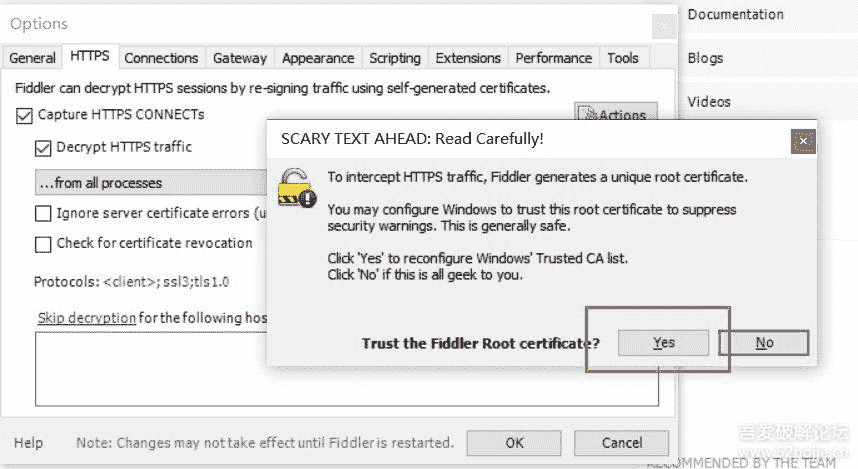 Options
Documentation
Blogs
Videos
General HTTPS Connections Gateway Appearance Scripting Extensions Performance Tools
Fiddler can decrypt HTTPS sessions by re-signing traffic using self-generated certificates.
Capture HTTPS CONNECTs
Actions
Decrypt HTTPS traffic
...from all processes
Ignore server certificate errors (u
Check for certificate revocation
Protocols: <client>; ssl3;tls1.0
Skip decryption for the following hos
SCARY TEXT AHEAD: Read Carefully!
To intercept HTTPS traffic, Fiddler generates a unique root certificate.
You may configure Windows to trust this root certificate to suppress
security warnings. This is generally safe.
Click 'Yes' to reconfigure Windows' Trusted CA list.
Click 'No' if this is all geek to you.
Trust the Fiddler Root certificate? Yes No
Help Note: Changes may not take effect until Fiddler is restarted. OK Cancel
吾爱破解论坛
www.52pojie.cn
RECOMMENDED BY THE TEAM